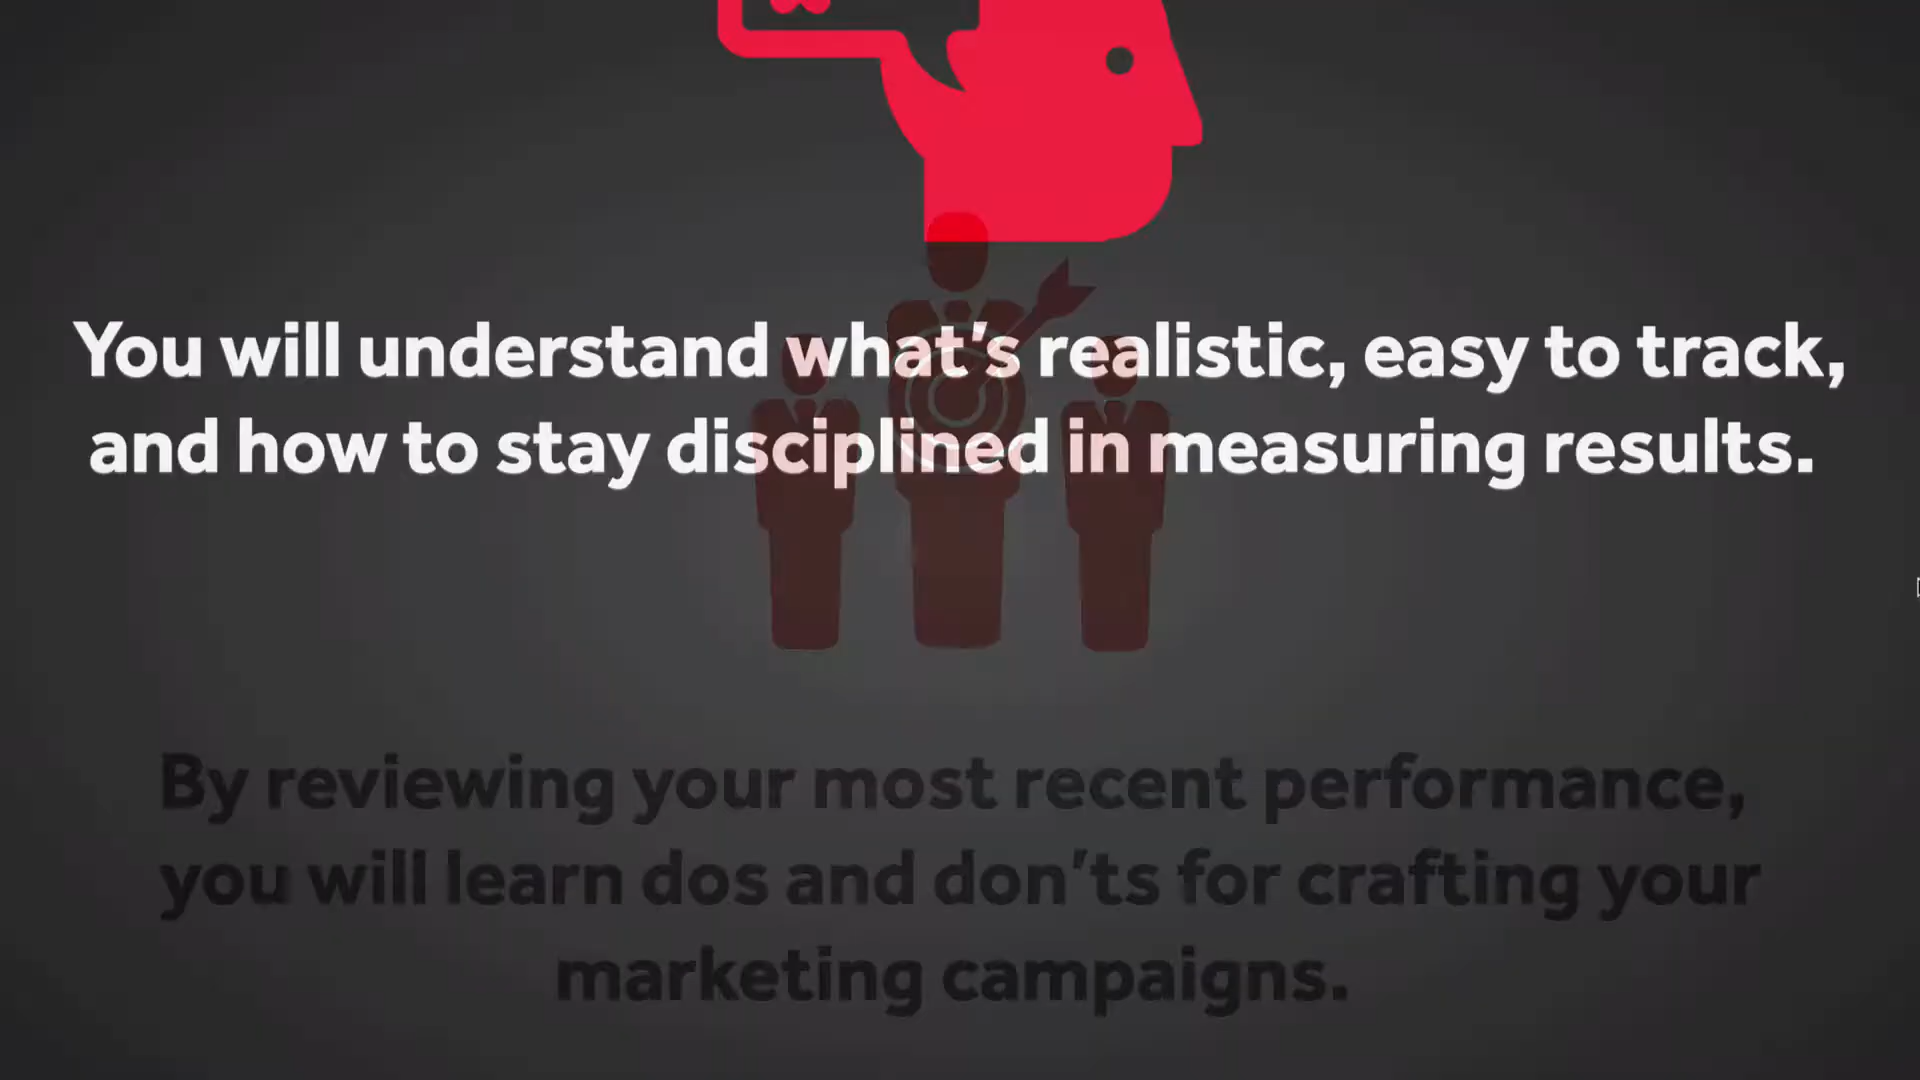 You will understand what's realistic, easy to track,
and how to stay disciplined in measuring results.
By reviewing your most recent performance,
you will learn dos and don'ts for crafting your
marketing campaigns.